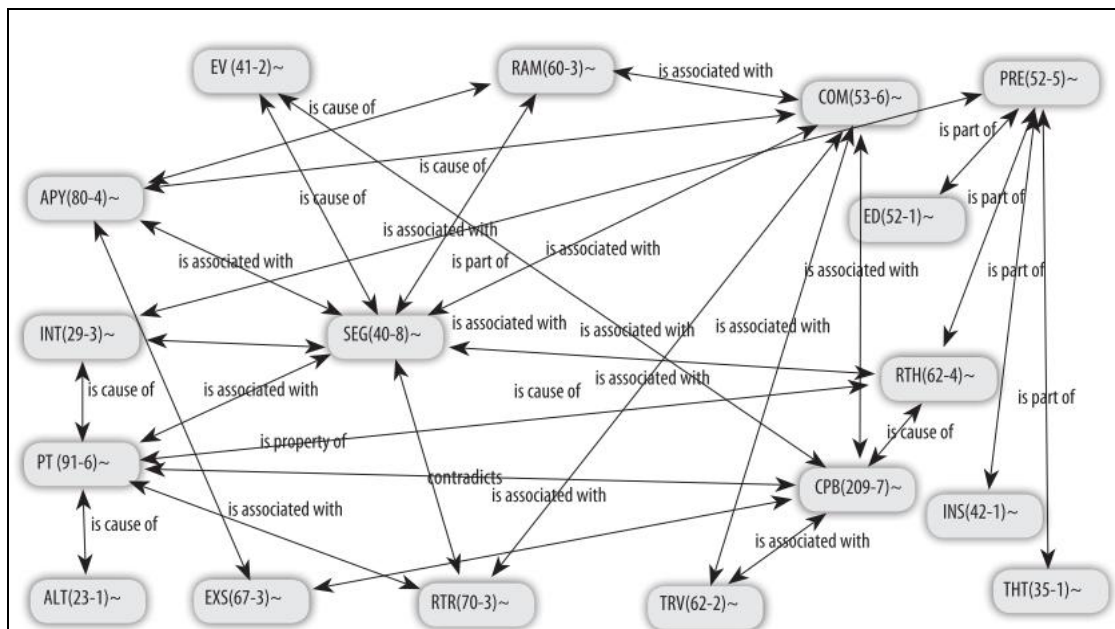 EV (41-2)~
RAM(60-3)~
is associated with
PRE(52-5)~
COM(53-6)~
is cause of
is part of
is cause of
APY(80-4)~
is cause of
is part of
ED(52-1)~
is associated with
is associated with
is part of
is associated with
is associated with
is part of
INT(29-3)~
SEG(40-8)~
is associated with
is associated with
is associated with
is cause of
is associated with
is cause of
is associated with
RTH(62-4)~
is part of
is property of
is cause of
PT (91-6)~
contradicts
CPB(209-7)~
is associated with
INS(42-1)~
is cause of
is associated with
is associated with
ALT(23-1)~
EXS(67-3)~
RTR(70-3)~
TRV(62-2)~
THT(35-1)~